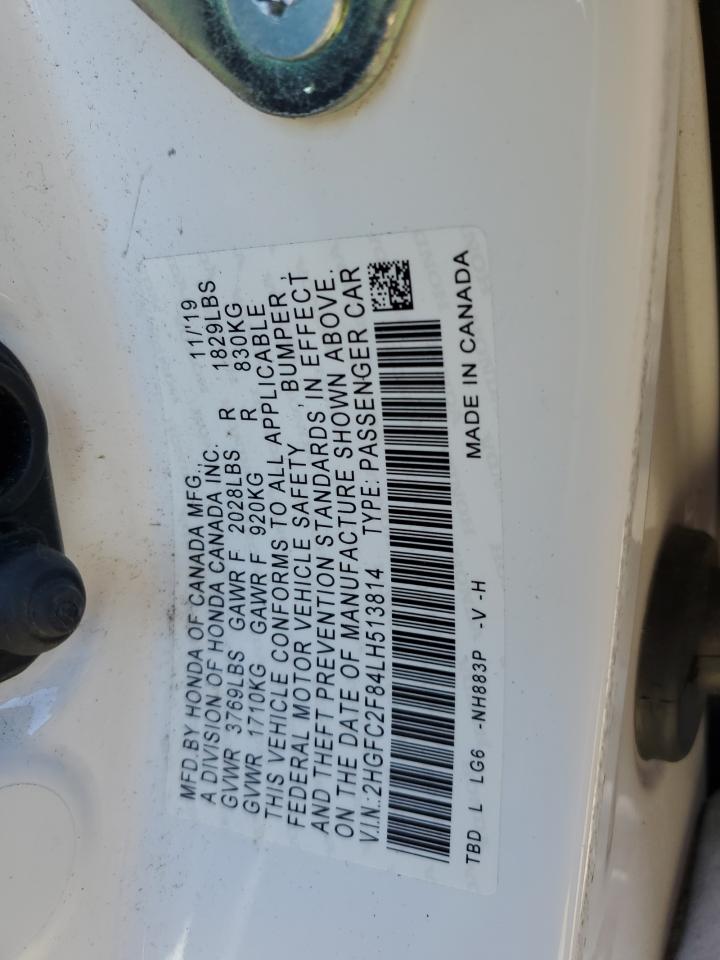 MFD.BY HONDA OF CANADA MFG., 11/'19
A DIVISION OF HONDA CANADA INC.
GVWR 3769LBS GAWR F 2028LBS R 1829LBS
GVWR 1710KG GAWR F 920KG R 830KG
THIS VEHICLE CONFORMS TO ALL APPLICABLE
FEDERAL MOTOR VEHICLE SAFETY, BUMPER,
AND THEFT PREVENTION STANDARDS IN EFFECT
ON THE DATE OF MANUFACTURE SHOWN ABOVE.
V.I.N.:2HGFC2F84LH513814 TYPE: PASSENGER CAR
TBD L LG6 -NH883P -V -H MADE IN CANADA